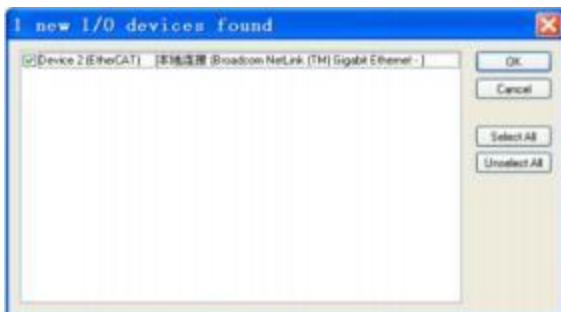 1 new I/O devices found
Device 2 (EtherCAT) [本地连接 (Broadcom NetLink (TM) Gigabit Ethernet - ]
OK
Cancel
Select All
Unselect All